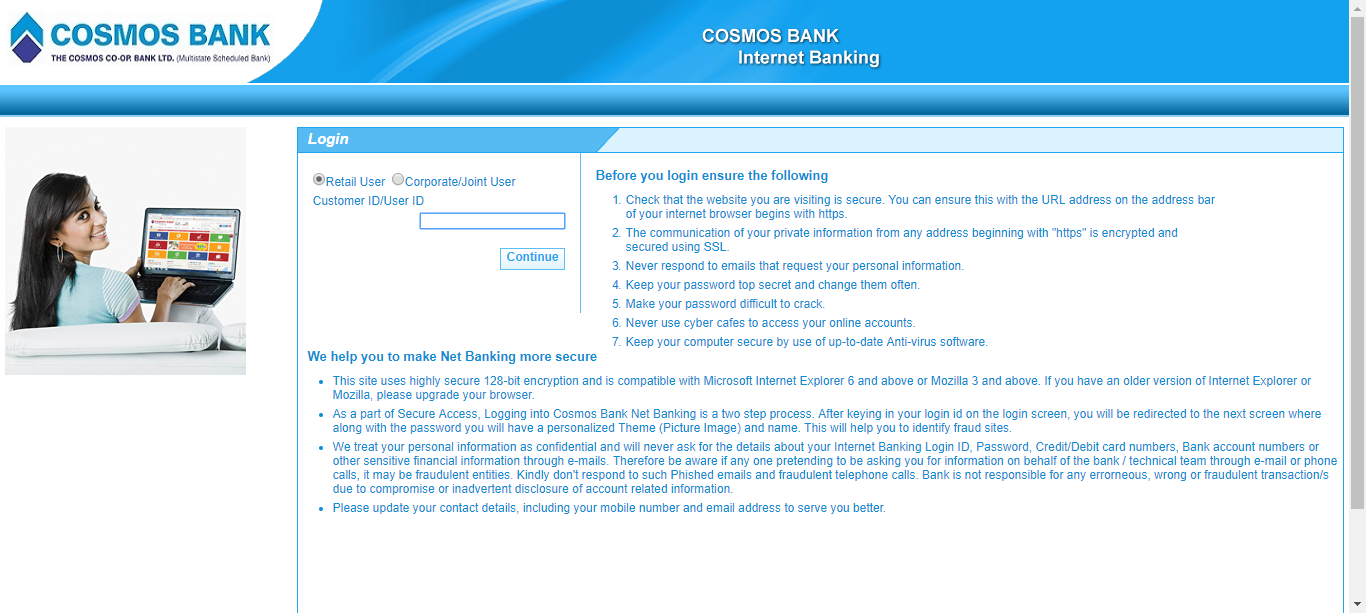 COSMOS BANK
THE COSMOS CO-OP. BANK LTD. (Multistate Scheduled Bank)
COSMOS BANK
Internet Banking
Login
Retail User Corporate/Joint User
Customer ID/User ID
Continue
Before you login ensure the following
1. Check that the website you are visiting is secure. You can ensure this with the URL address on the address bar
of your internet browser begins with https.
2. The communication of your private information from any address beginning with "https" is encrypted and
secured using SSL.
3. Never respond to emails that request your personal information.
4. Keep your password top secret and change them often.
5. Make your password difficult to crack.
6. Never use cyber cafes to access your online accounts.
7. Keep your computer secure by use of up-to-date Anti-virus software.
We help you to make Net Banking more secure
• This site uses highly secure 128-bit encryption and is compatible with Microsoft Internet Explorer 6 and above or Mozilla 3 and above. If you have an older version of Internet Explorer or
Mozilla, please upgrade your browser.
• As a part of Secure Access, Logging into Cosmos Bank Net Banking is a two step process. After keying in your login id on the login screen, you will be redirected to the next screen where
along with the password you will have a personalized Theme (Picture Image) and name. This will help you to identify fraud sites.
• We treat your personal information as confidential and will never ask for the details about your Internet Banking Login ID, Password, Credit/Debit card numbers, Bank account numbers or
other sensitive financial information through e-mails. Therefore be aware if any one pretending to be asking you for information on behalf of the bank / technical team through e-mail or phone
calls, it may be fraudulent entities. Kindly don't respond to such Phished emails and fraudulent telephone calls. Bank is not responsible for any errorneous, wrong or fraudulent transaction/s
due to compromise or inadvertent disclosure of account related information.
• Please update your contact details, including your mobile number and email address to serve you better.